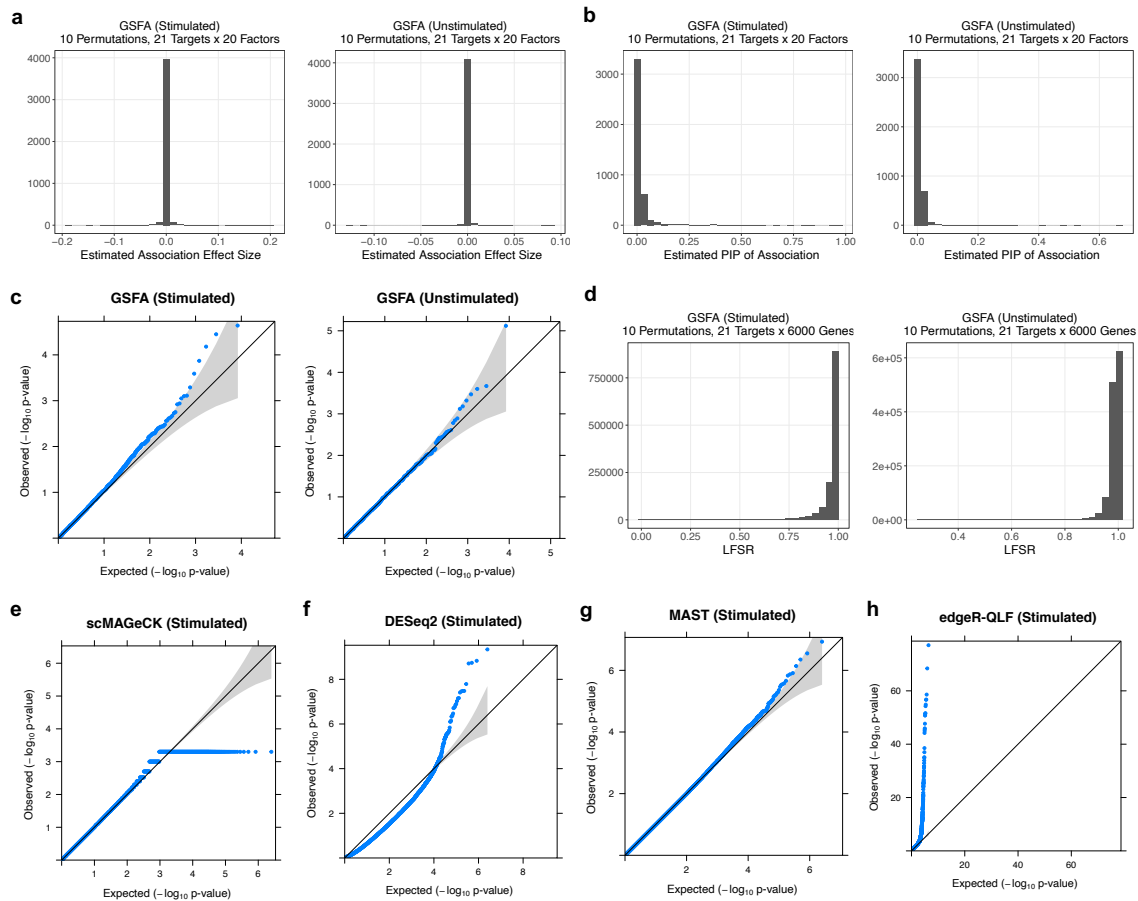 a
GSFA (Stimulated)
10 Permutations, 21 Targets x 20 Factors
4000
3000
2000
1000
0
−0.2
−0.1
0.0
0.1
0.2
Estimated Association Effect Size
GSFA (Unstimulated)
10 Permutations, 21 Targets x 20 Factors
4000
3000
2000
1000
0
−0.10
−0.05
0.00
0.05
0.10
Estimated Association Effect Size
b
GSFA (Stimulated)
10 Permutations, 21 Targets x 20 Factors
3000
2000
1000
0
0.00
0.25
0.50
0.75
1.00
Estimated PIP of Association
GSFA (Unstimulated)
10 Permutations, 21 Targets x 20 Factors
3000
2000
1000
0
0.0
0.2
0.4
0.6
Estimated PIP of Association
c
GSFA (Stimulated)
Observed (−log10 p-value)
4
3
2
1
1
2
3
4
Expected (−log10 p-value)
GSFA (Unstimulated)
Observed (−log10 p-value)
5
4
3
2
1
1
2
3
4
5
Expected (−log10 p-value)
d
GSFA (Stimulated)
10 Permutations, 21 Targets x 6000 Genes
750000
500000
250000
0
0.00
0.25
0.50
0.75
1.00
LFSR
GSFA (Unstimulated)
10 Permutations, 21 Targets x 6000 Genes
6e+05
4e+05
2e+05
0e+00
0.4
0.6
0.8
1.0
LFSR
e
scMAGeCK (Stimulated)
Observed (−log10 p-value)
6
5
4
3
2
1
1
2
3
4
5
6
Expected (−log10 p-value)
f
DESeq2 (Stimulated)
Observed (−log10 p-value)
8
6
4
2
2
4
6
8
Expected (−log10 p-value)
g
MAST (Stimulated)
Observed (−log10 p-value)
6
4
2
2
4
6
Expected (−log10 p-value)
h
edgeR-QLF (Stimulated)
Observed (−log10 p-value)
60
40
20
20
40
60
Expected (−log10 p-value)